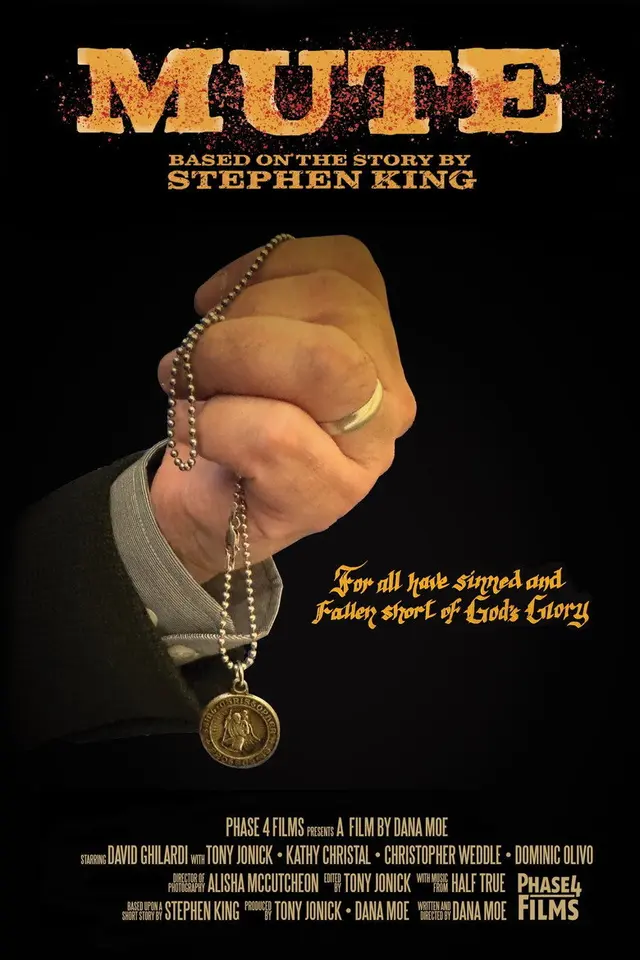 MUTE
BASED ON THE STORY BY
STEPHEN KING
For all have sinned and
Fallen short of God's Glory
PHASE 4 FILMS PRESENTS A FILM BY DANA MOE
STARRING DAVID GHILARDI WITH TONY JONICK • KATHY CHRISTAL • CHRISTOPHER WEDDLE • DOMINIC OLIVO
DIRECTOR OF PHOTOGRAPHY ALISHA MCCUTCHEON EDITED BY TONY JONICK WITH MUSIC FROM HALF TRUE
BASED UPON A SHORT STORY BY STEPHEN KING PRODUCED BY TONY JONICK • DANA MOE WRITTEN AND DIRECTED BY DANA MOE
PHASE4
FILMS